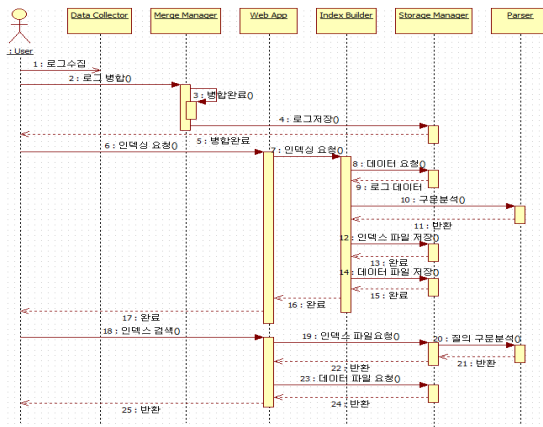 Data Collector
Merge Manager
Web App
Index Builder
Storage Manager
Parser
: User
1 : 로그수집
2 : 로그 병합()
3 : 병합완료()
4 : 로그저장()
5 : 병합완료
6 : 인덱싱 요청()
7 : 인덱싱 요청()
8 : 데이터 요청()
9 : 로그 데이터
10 : 구문분석()
11 : 반환
12 : 인덱스 파일 저장()
13 : 완료
14 : 데이터 파일 저장()
15 : 완료
16 : 완료
17 : 완료
18 : 인덱스 검색()
19 : 인덱스 파일요청()
20 : 질의 구문분석()
21 : 반환
22 : 반환
23 : 데이터 파일 요청()
24 : 반환
25 : 반환